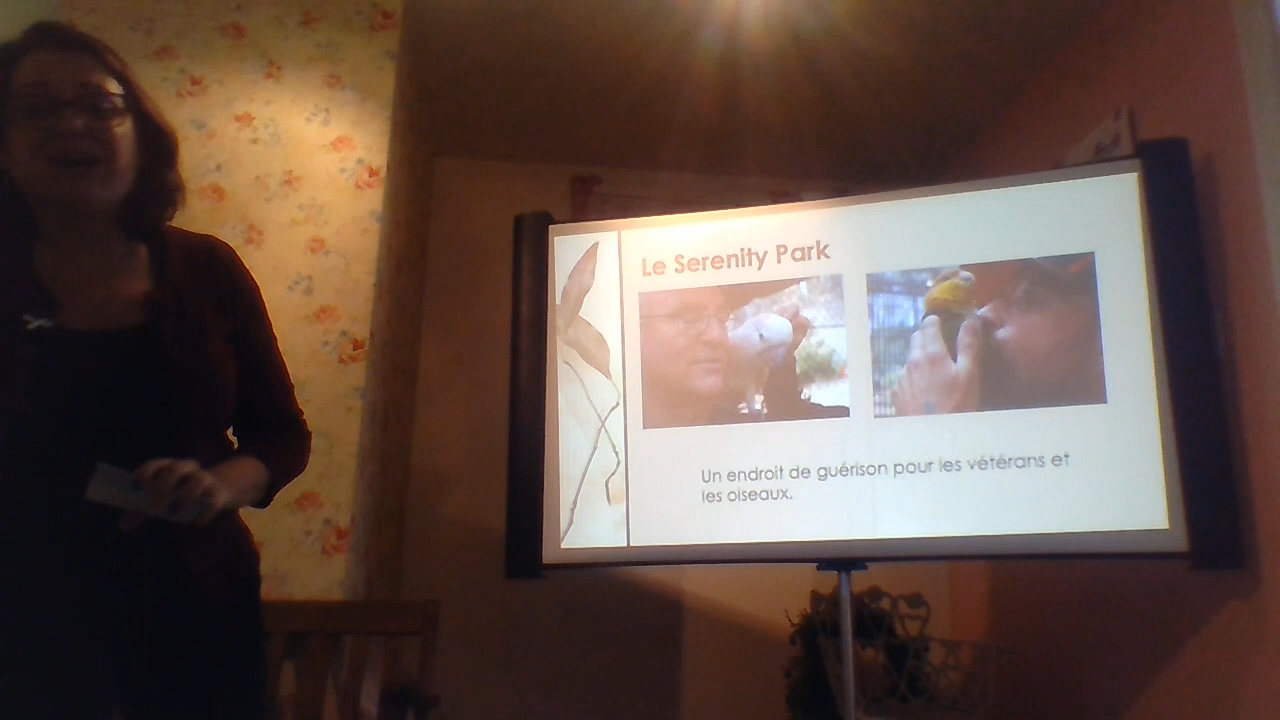 Le Serenity Park
Un endroit de guérison pour les vétérans et
les oiseaux.